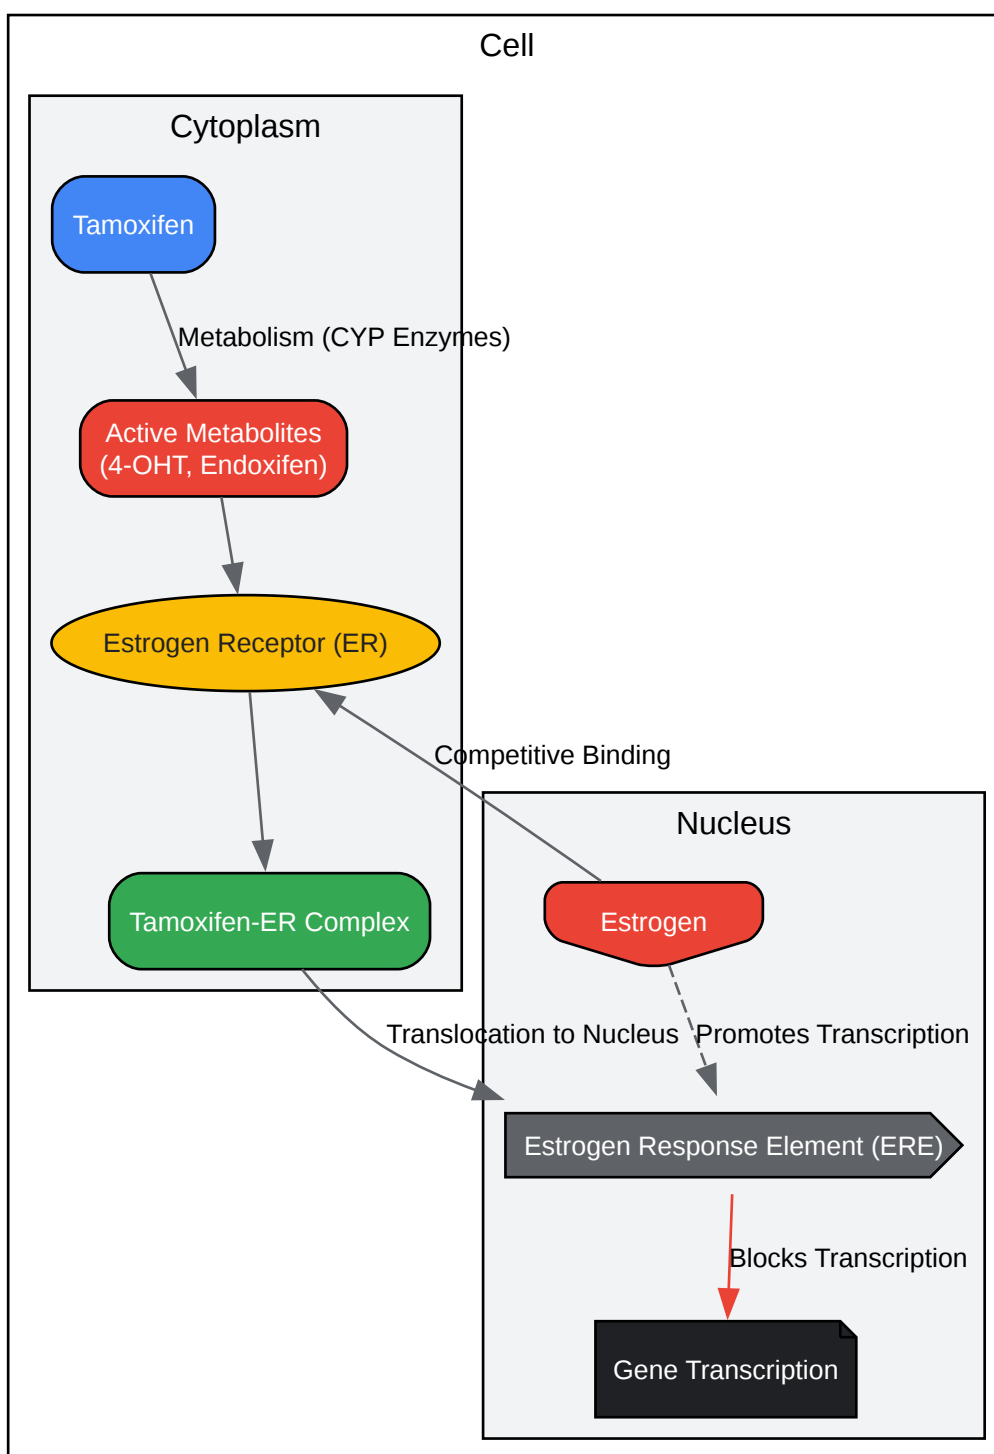 Cell
Cytoplasm
Tamoxifen
Metabolism (CYP Enzymes)
Active Metabolites
(4-OHT, Endoxifen)
Estrogen Receptor (ER)
Competitive Binding
Nucleus
Tamoxifen-ER Complex
Estrogen
Translocation to Nucleus
Promotes Transcription
Estrogen Response Element (ERE)
Blocks Transcription
Gene Transcription